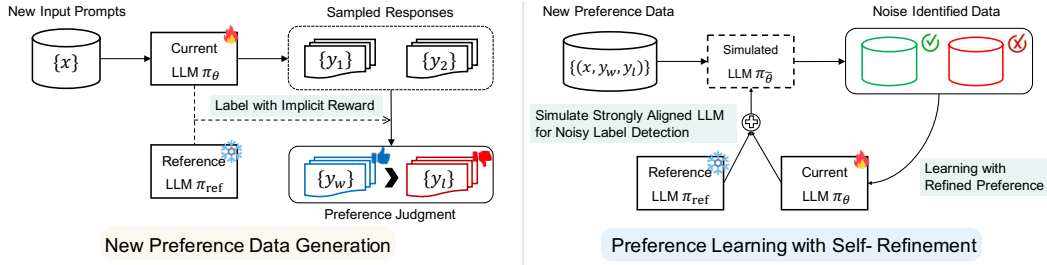 New Input Prompts
{x}
Current
LLM π_θ
Sampled Responses
{y_1}
{y_2}
Label with Implicit Reward
Reference
LLM π_ref
{y_w}
{y_l}
Preference Judgment
New Preference Data Generation
New Preference Data
{(x, y_w, y_l)}
Simulated
LLM π_θ̃
Noise Identified Data
Simulate Strongly Aligned LLM
for Noisy Label Detection
Reference
LLM π_ref
Current
LLM π_θ
Learning with
Refined Preference
Preference Learning with Self- Refinement